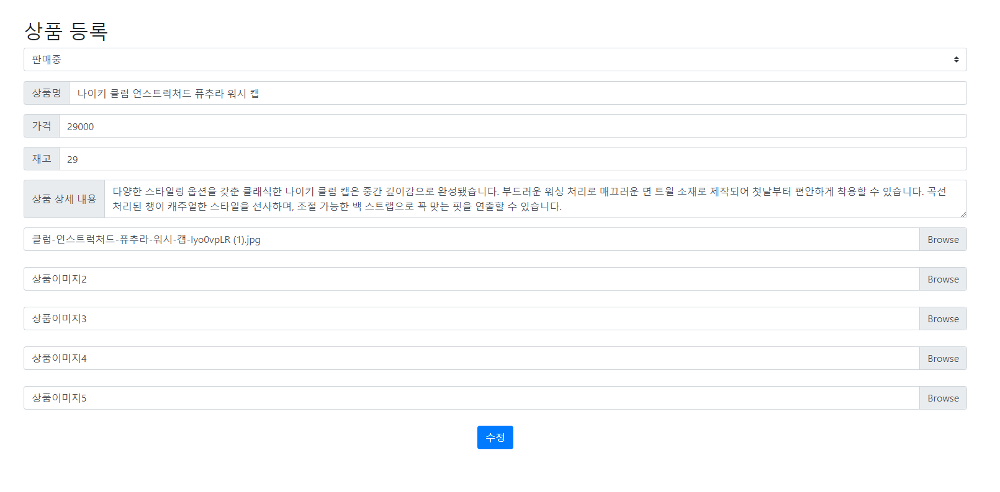 상품 등록
판매중
상품명 나이키 클럽 언스트럭처드 퓨추라 워시 캡
가격 29000
재고 29
상품 상세 내용 다양한 스타일링 옵션을 갖춘 클래식한 나이키 클럽 캡은 중간 깊이감으로 완성됐습니다. 부드러운 워싱 처리로 매끄러운 면 트윌 소재로 제작되어 첫날부터 편안하게 착용할 수 있습니다. 곡선
처리된 챙이 캐주얼한 스타일을 선사하며, 조절 가능한 백 스트랩으로 꼭 맞는 핏을 연출할 수 있습니다.
클럽-언스트럭처드-퓨추라-워시-캡-Iyo0vpLR (1).jpg Browse
상품이미지2 Browse
상품이미지3 Browse
상품이미지4 Browse
상품이미지5 Browse
수정